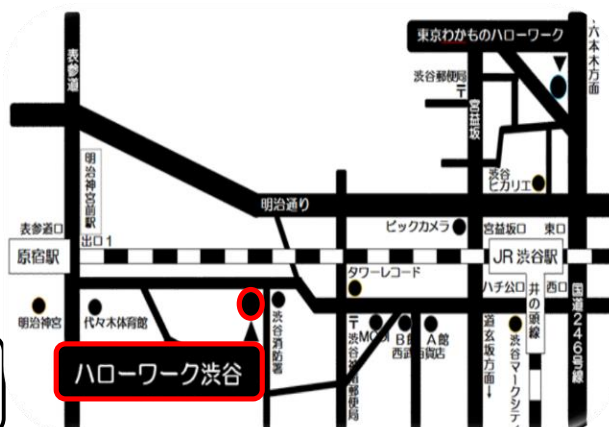 東京わかものハローワーク
六本木方面
表参道
渋谷郵便局
〒
宮益坂
明治神宮前駅
渋谷
ヒカリエ
明治通り
ビックカメラ
表参道口
出口1
宮益坂口
東口
原宿駅
JR 渋谷駅
タワーレコード
ハチ公口
西口
井の頭線
国道246号線
明治神宮
代々木体育館
渋谷消防署
〒
MODI
B館
A館
西武百貨店
道玄坂方面→
渋谷マークシティ
ハローワーク渋谷